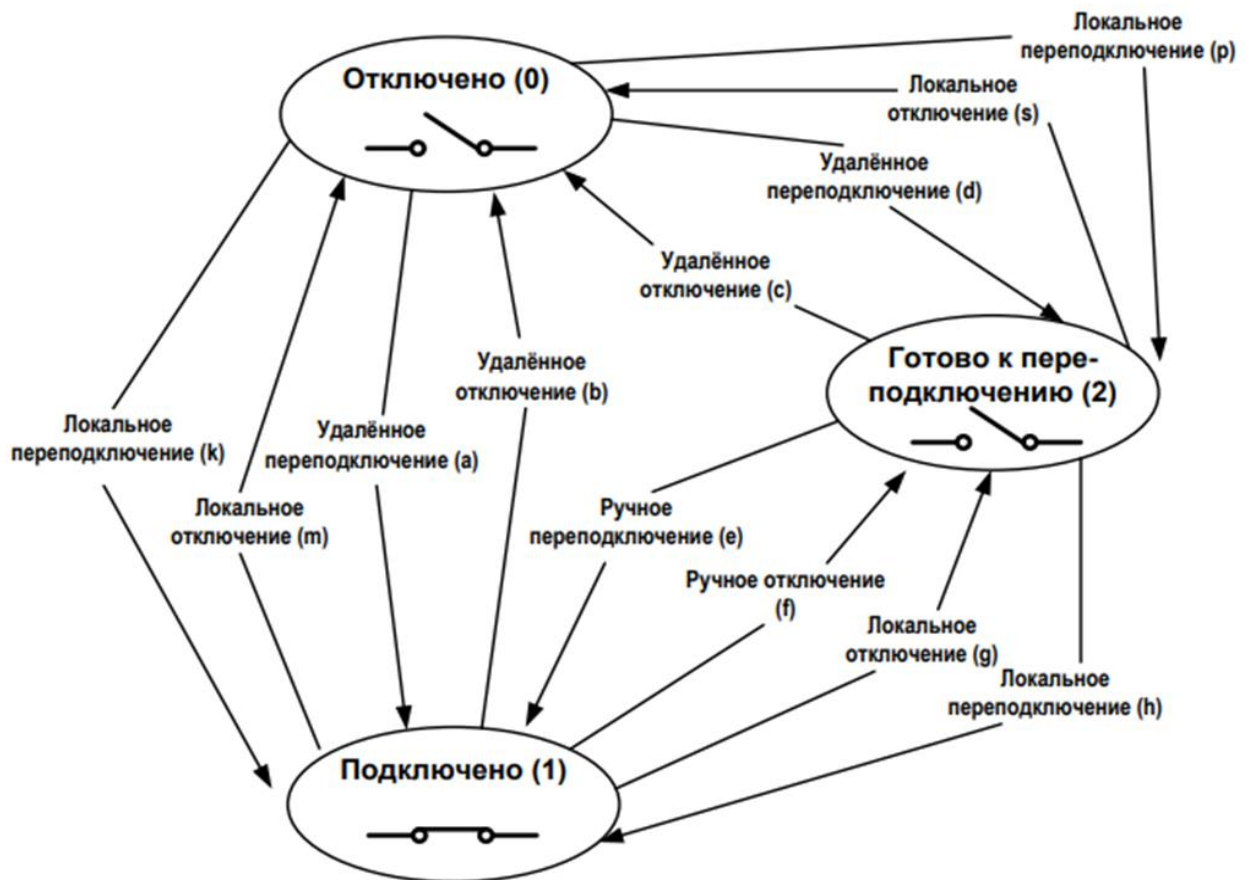 Локальное
переподключение (p)
Отключено (0)
Локальное
отключение (s)
Удалённое
переподключение (d)
Удалённое
отключение (c)
Готово к пере-
подключению (2)
Удалённое
отключение (b)
Локальное
переподключение (k)
Удалённое
переподключение (a)
Локальное
отключение (m)
Ручное
переподключение (e)
Ручное отключение
(f)
Локальное
отключение (g)
Локальное
переподключение (h)
Подключено (1)